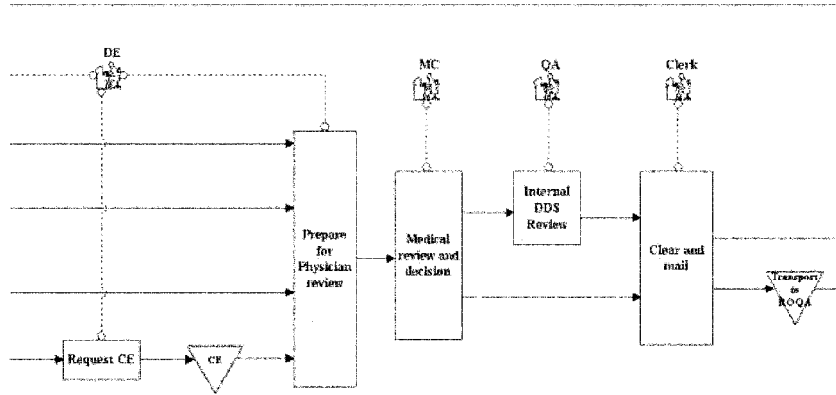 DE
MC
QA
Clerk
Prepare
for
Physician
review
Medical
review and
decision
Internal
DDS
Review
Clear and
mail
Transport
to
ROQA
Request CE
CE